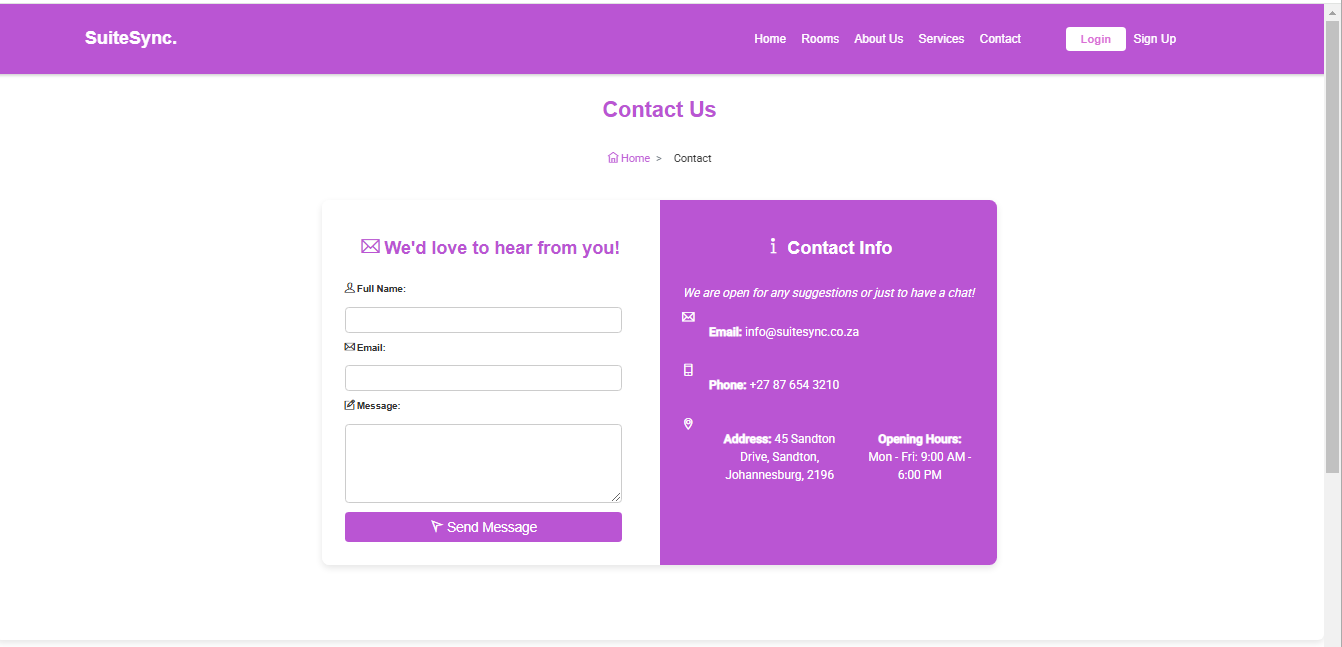 SuiteSync.
Home Rooms About Us Services Contact Login Sign Up
Contact Us
Home > Contact
We'd love to hear from you!
Full Name:
Email:
Message:
Send Message
Contact Info
We are open for any suggestions or just to have a chat!
Email: info@suitesync.co.za
Phone: +27 87 654 3210
Address: 45 Sandton
Drive, Sandton,
Johannesburg, 2196
Opening Hours:
Mon - Fri: 9:00 AM -
6:00 PM